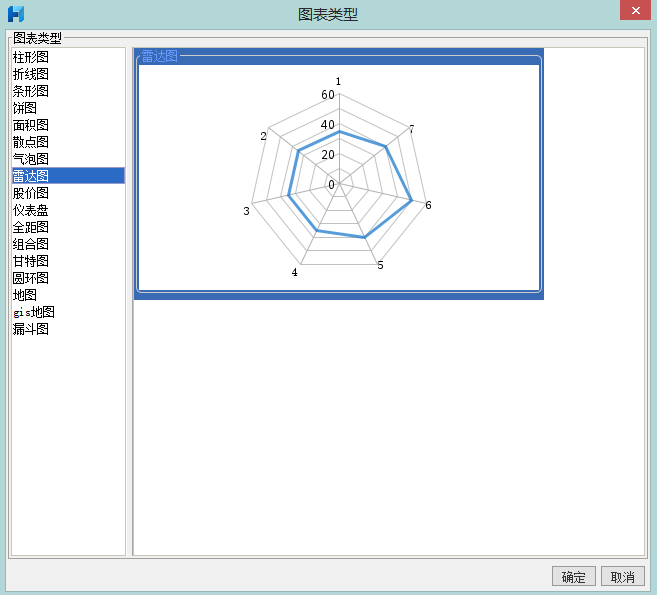 图表类型
图表类型
柱形图
折线图
条形图
饼图
面积图
散点图
气泡图
雷达图
股价图
仪表盘
全距图
组合图
甘特图
圆环图
地图
gis地图
漏斗图
雷达图
1
60
40
20
0
2
3
4
5
6
7
确定
取消